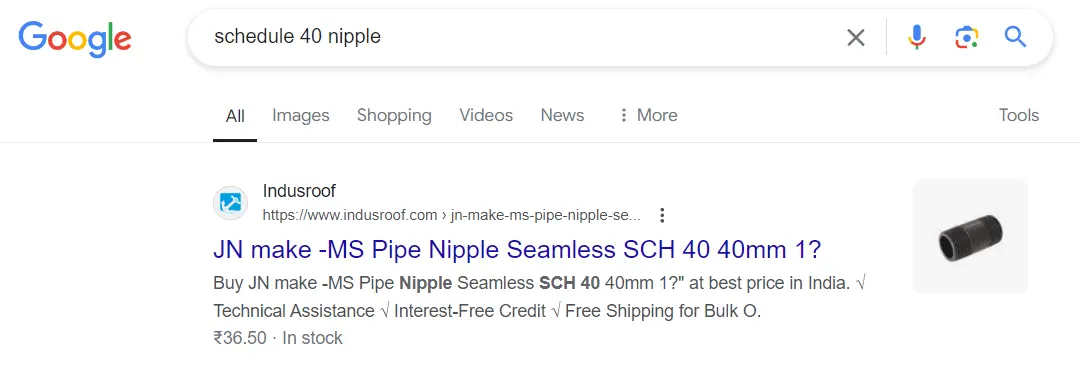 Google
schedule 40 nipple
All Images Shopping Videos News More Tools
Indusroof
https://www.indusroof.com › jn-make-ms-pipe-nipple-se...
JN make -MS Pipe Nipple Seamless SCH 40 40mm 1?
Buy JN make -MS Pipe Nipple Seamless SCH 40 40mm 1?" at best price in India. √
Technical Assistance √ Interest-Free Credit √ Free Shipping for Bulk O.
₹36.50 · In stock